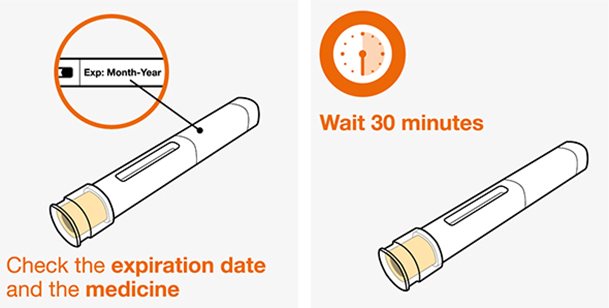 Exp: Month-Year
Check the expiration date
and the medicine
Wait 30 minutes